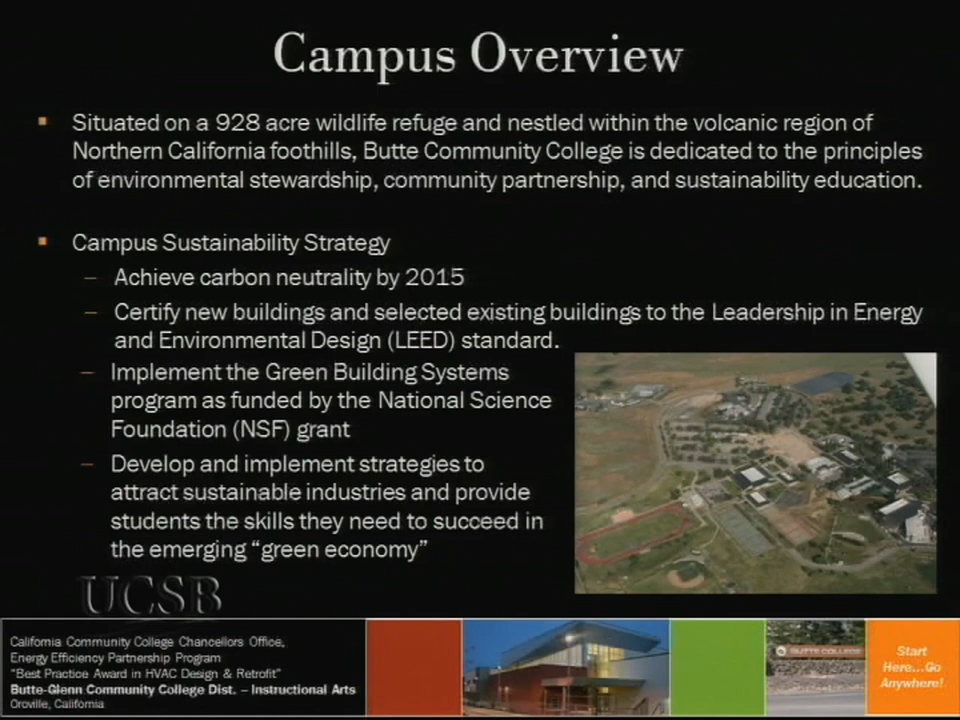 Campus Overview
Situated on a 928 acre wildlife refuge and nestled within the volcanic region of
Northern California foothills, Butte Community College is dedicated to the principles
of environmental stewardship, community partnership, and sustainability education.
Campus Sustainability Strategy
– Achieve carbon neutrality by 2015
– Certify new buildings and selected existing buildings to the Leadership in Energy
and Environmental Design (LEED) standard.
– Implement the Green Building Systems
program as funded by the National Science
Foundation (NSF) grant
– Develop and implement strategies to
attract sustainable industries and provide
students the skills they need to succeed in
the emerging “green economy”
UCSB
California Community College Chancellors Office,
Energy Efficiency Partnership Program
“Best Practice Award in HVAC Design & Retrofit”
Butte-Glenn Community College Dist. – Instructional Arts
Oroville, California
BUTTE COLLEGE
Start
Here...Go
Anywhere!